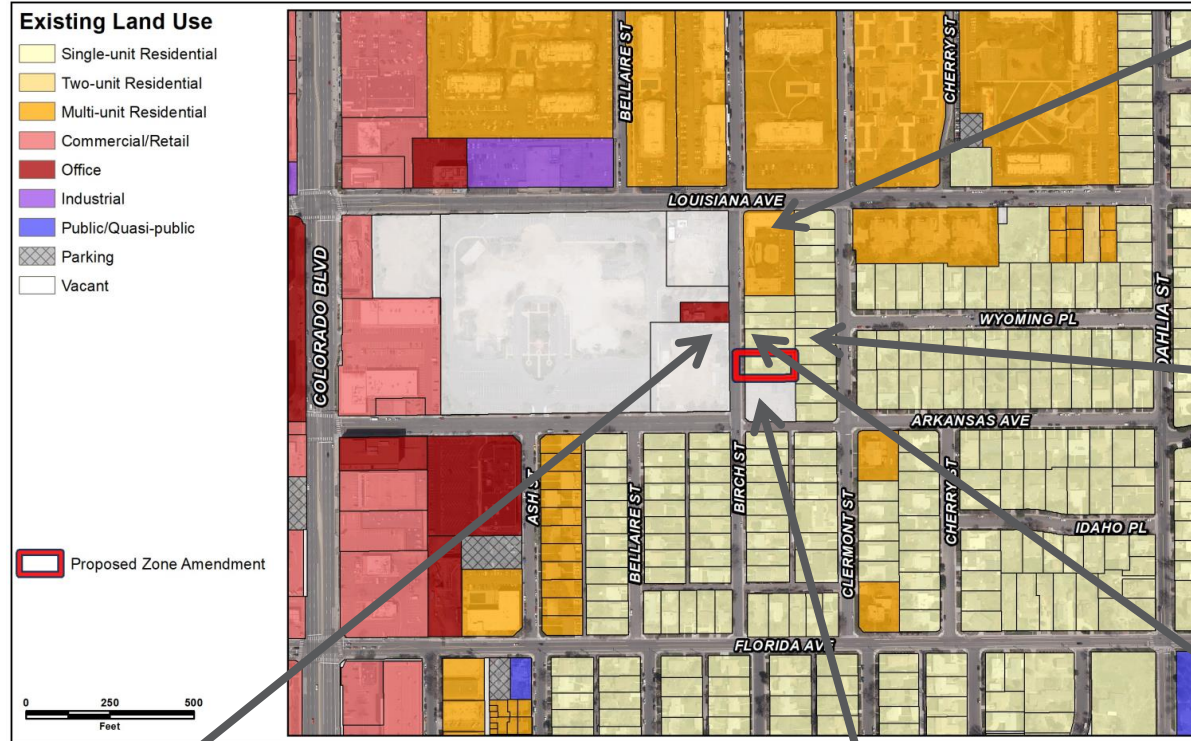 Existing Land Use
Single-unit Residential
Two-unit Residential
Multi-unit Residential
Commercial/Retail
Office
Industrial
Public/Quasi-public
Parking
Vacant
Proposed Zone Amendment
0 250 500
Feet
BELLAIRE ST
CHERRY ST
LOUISIANA AVE
COLORADO BLVD
WYOMING PL
DAHLIA ST
ARKANSAS AVE
ASH ST
BELLAIRE ST
BIRCH ST
CLERMONT ST
CHERRY ST
IDAHO PL
FLORIDA AVE